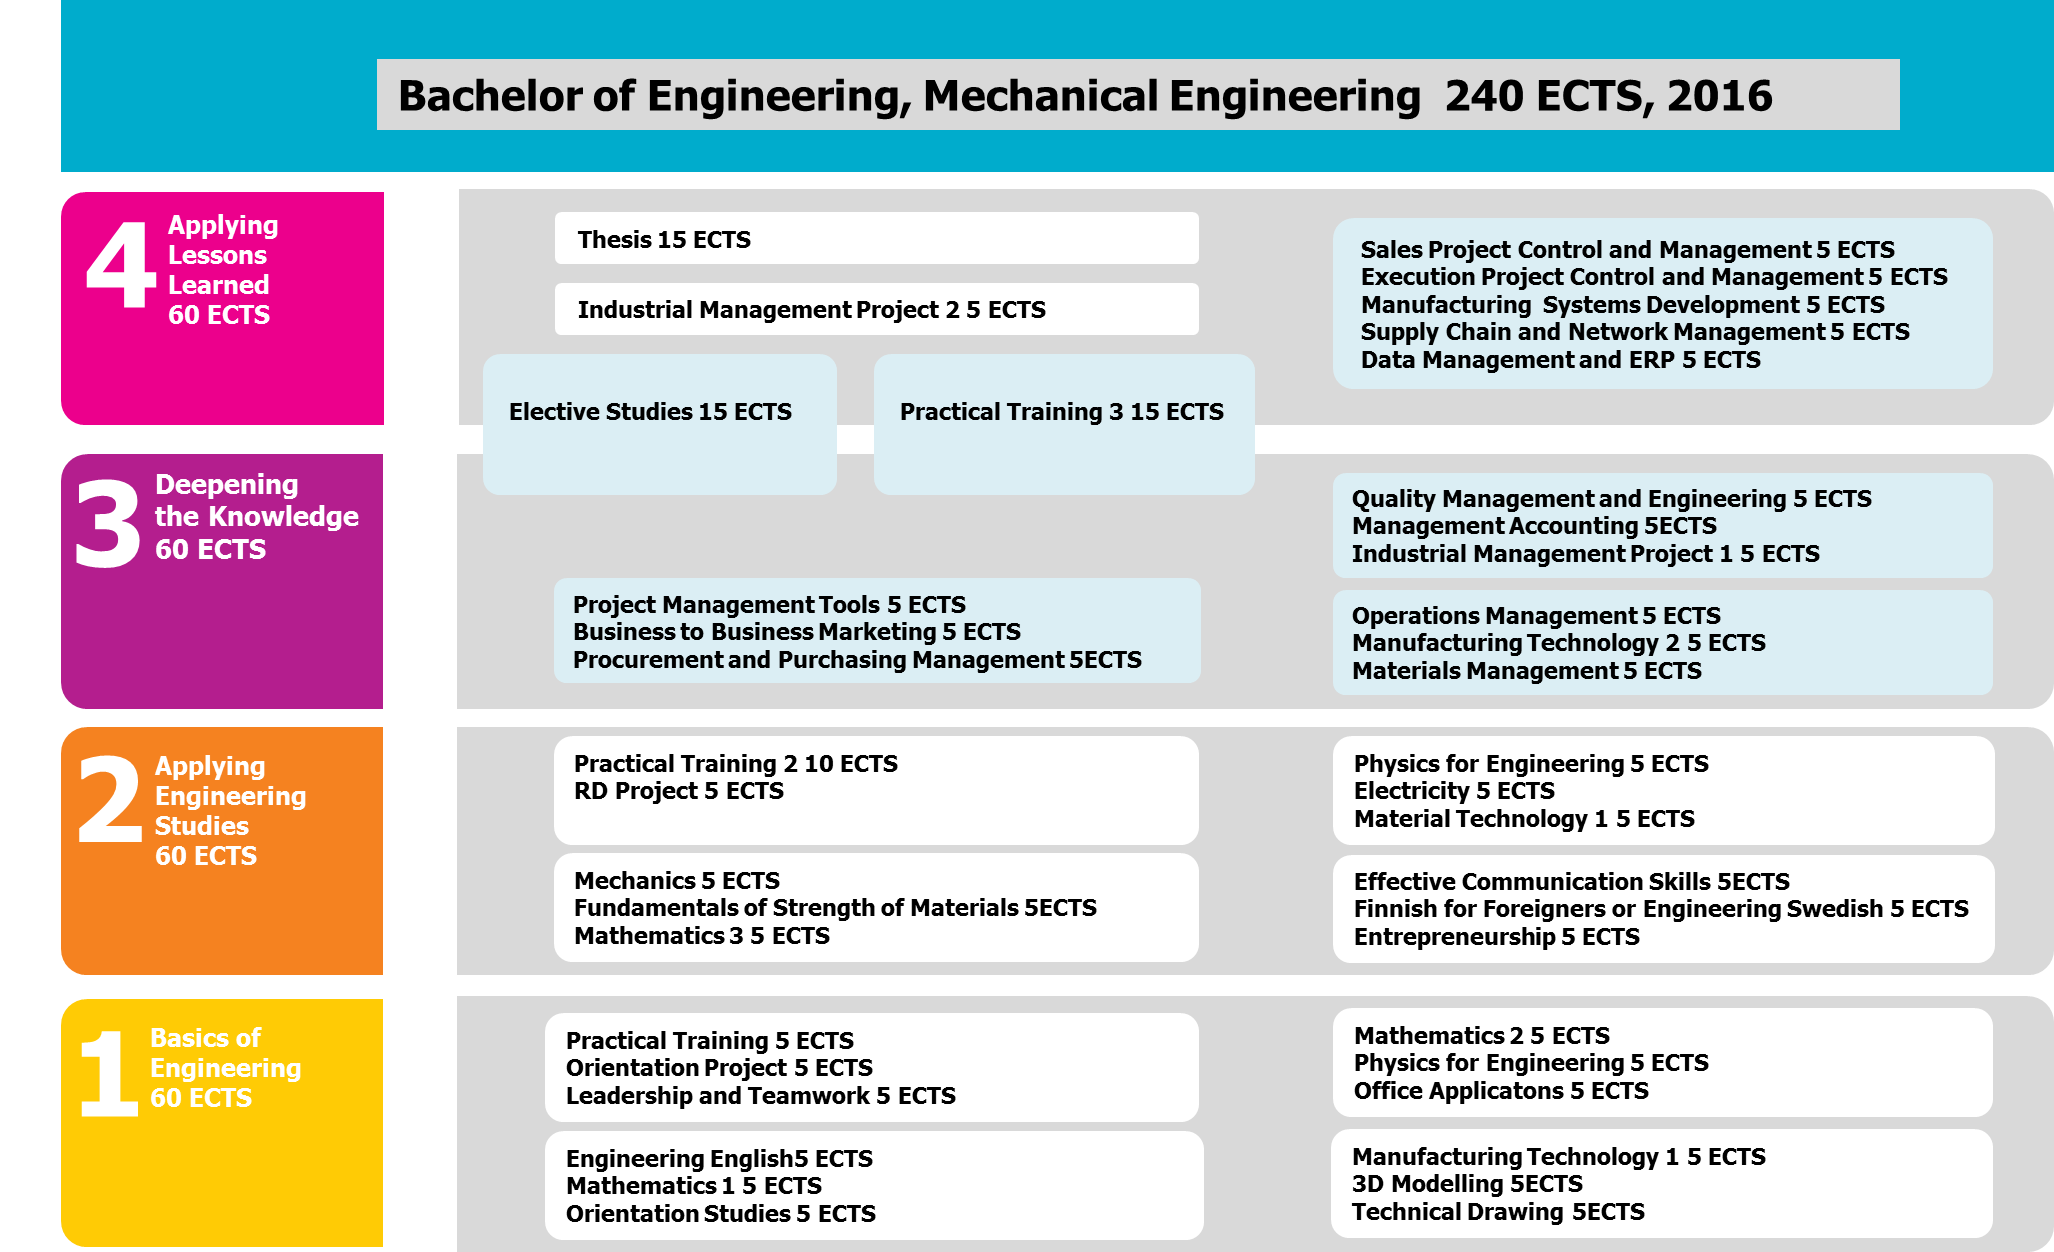 Bachelor of Engineering, Mechanical Engineering 240 ECTS, 2016
4
Applying
Lessons
Learned
60 ECTS
Thesis 15 ECTS
Industrial Management Project 2 5 ECTS
Sales Project Control and Management 5 ECTS
Execution Project Control and Management 5 ECTS
Manufacturing Systems Development 5 ECTS
Supply Chain and Network Management 5 ECTS
Data Management and ERP 5 ECTS
Elective Studies 15 ECTS
Practical Training 3 15 ECTS
3
Deepening
the Knowledge
60 ECTS
Quality Management and Engineering 5 ECTS
Management Accounting 5ECTS
Industrial Management Project 1 5 ECTS
Project Management Tools 5 ECTS
Business to Business Marketing 5 ECTS
Procurement and Purchasing Management 5ECTS
Operations Management 5 ECTS
Manufacturing Technology 2 5 ECTS
Materials Management 5 ECTS
2
Applying
Engineering
Studies
60 ECTS
Practical Training 2 10 ECTS
RD Project 5 ECTS
Physics for Engineering 5 ECTS
Electricity 5 ECTS
Material Technology 1 5 ECTS
Mechanics 5 ECTS
Fundamentals of Strength of Materials 5ECTS
Mathematics 3 5 ECTS
Effective Communication Skills 5ECTS
Finnish for Foreigners or Engineering Swedish 5 ECTS
Entrepreneurship 5 ECTS
1
Basics of
Engineering
60 ECTS
Practical Training 5 ECTS
Orientation Project 5 ECTS
Leadership and Teamwork 5 ECTS
Mathematics 2 5 ECTS
Physics for Engineering 5 ECTS
Office Applicatons 5 ECTS
Engineering English5 ECTS
Mathematics 1 5 ECTS
Orientation Studies 5 ECTS
Manufacturing Technology 1 5 ECTS
3D Modelling 5ECTS
Technical Drawing 5ECTS